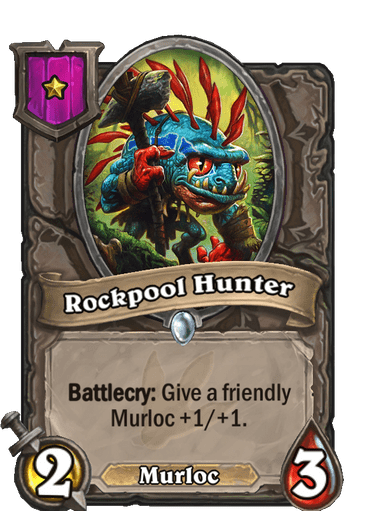 Rockpool Hunter
Battlecry: Give a friendly
Murloc +1/+1.
2
Murloc
3